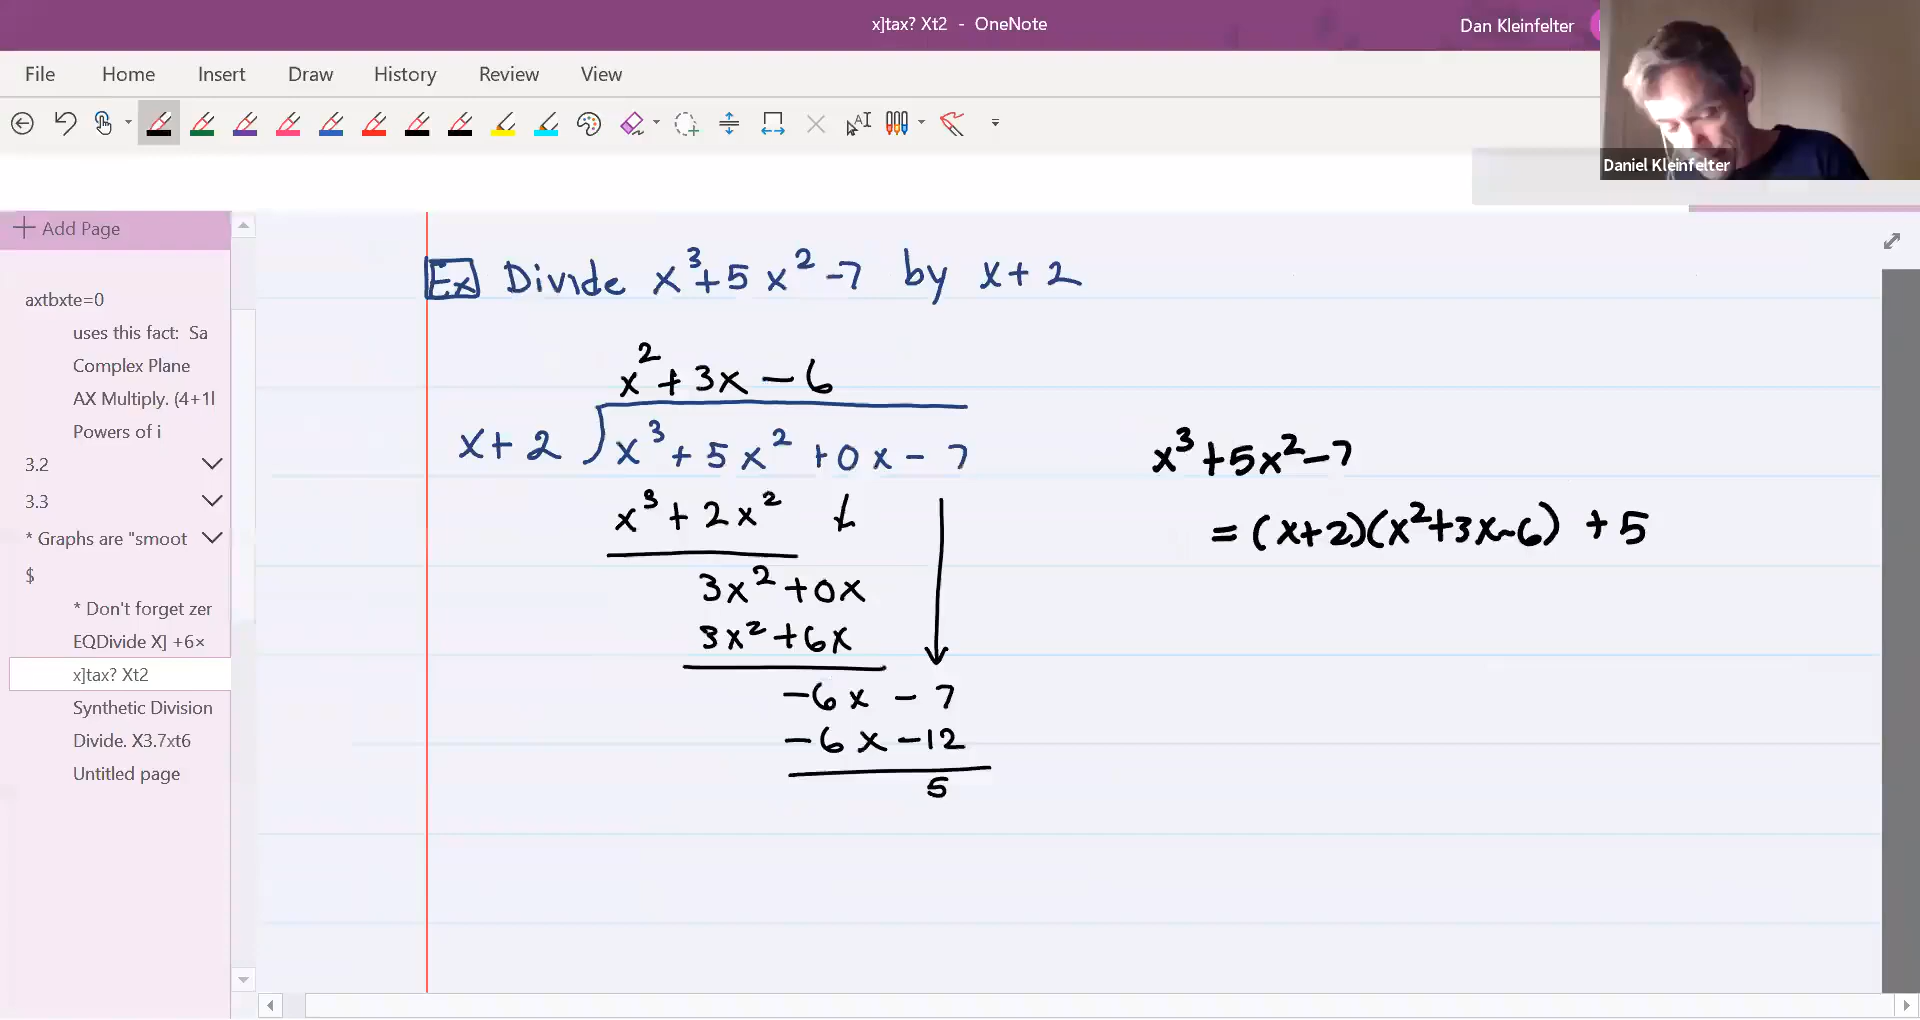 x]tax? Xt2 - OneNote
Dan Kleinfelter
File Home Insert Draw History Review View
Daniel Kleinfelter
Add Page
axtbxte=0
uses this fact: Sa
Complex Plane
AX Multiply. (4+1l
Powers of i
3.2
3.3
* Graphs are "smoot
$
* Don't forget zer
EQDivide X] +6×
x]tax? Xt2
Synthetic Division
Divide. X3.7xt6
Untitled page
Ex Divide x³+5x²-7 by x+2
x²+3x-6
x+2 x³+5x²+0x-7
x³+2x²
3x²+0x
3x²+6x
-6x-7
-6x-12
5
x³+5x²-7
=(x+2)(x²+3x-6)+5